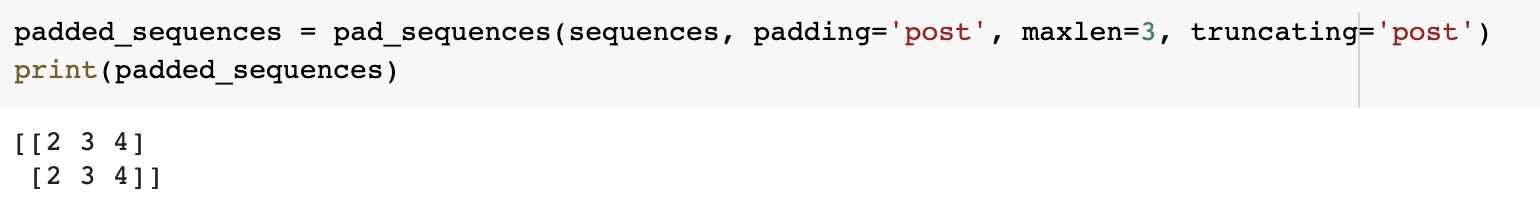 padded_sequences = pad_sequences(sequences, padding='post', maxlen=3, truncating='post')
print(padded_sequences)
[[2 3 4]
 [2 3 4]]